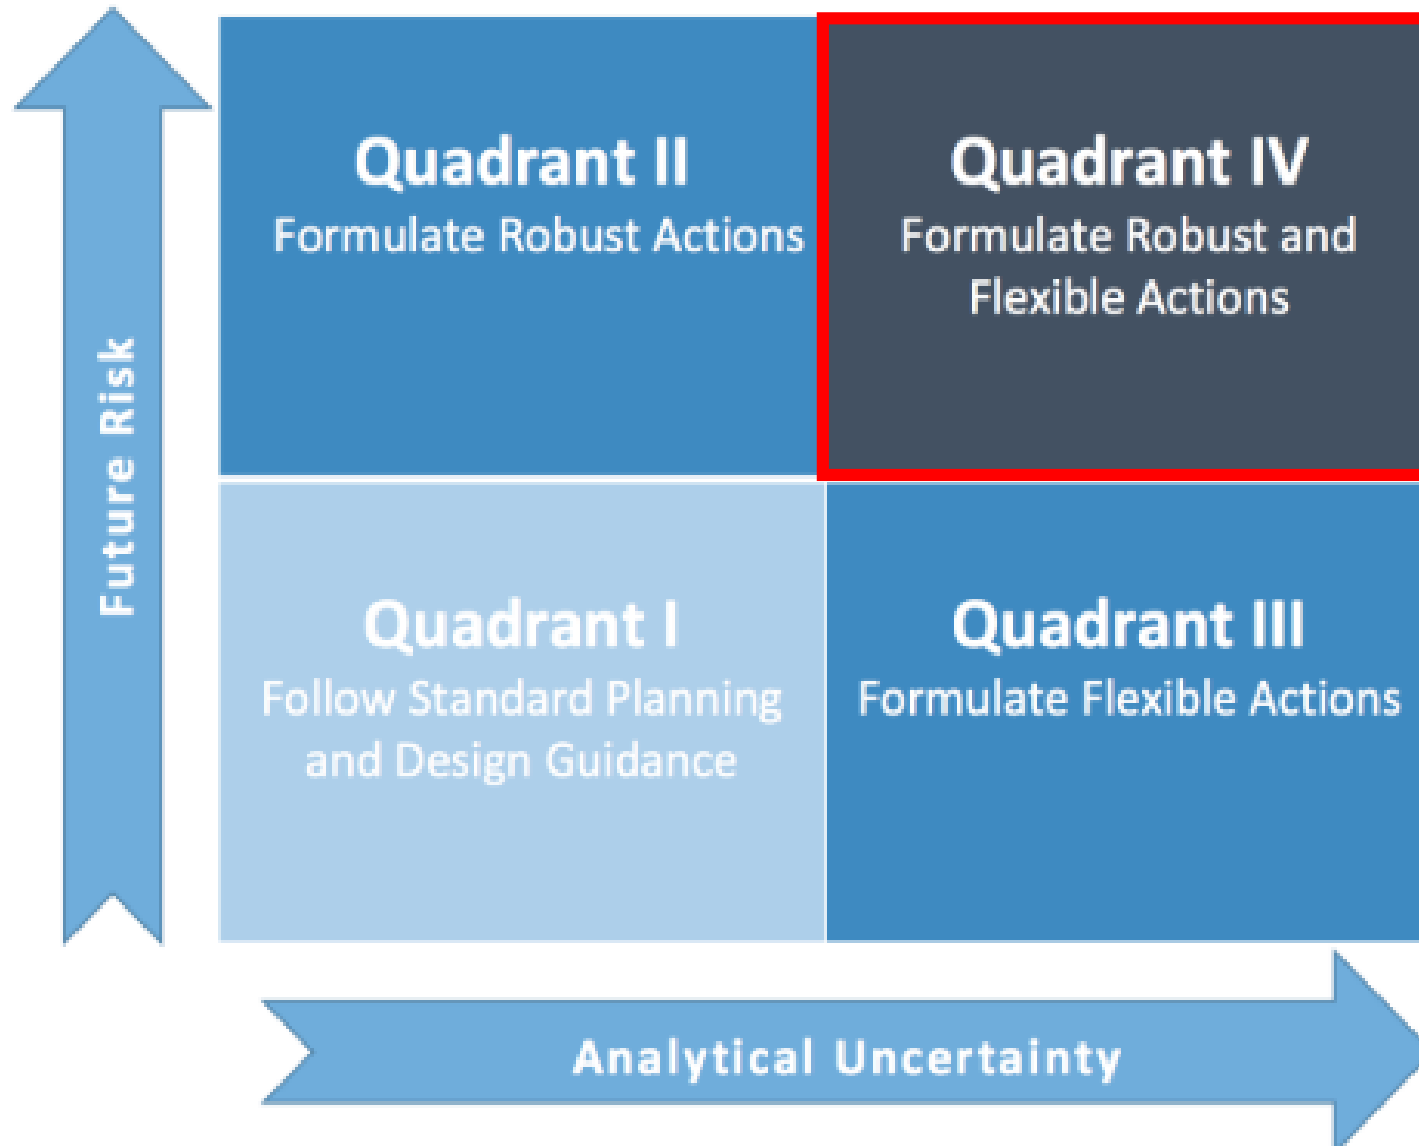 Quadrant II
Formulate Robust Actions
Quadrant IV
Formulate Robust and
Flexible Actions
Future Risk
Quadrant I
Follow Standard Planning
and Design Guidance
Quadrant III
Formulate Flexible Actions
Analytical Uncertainty